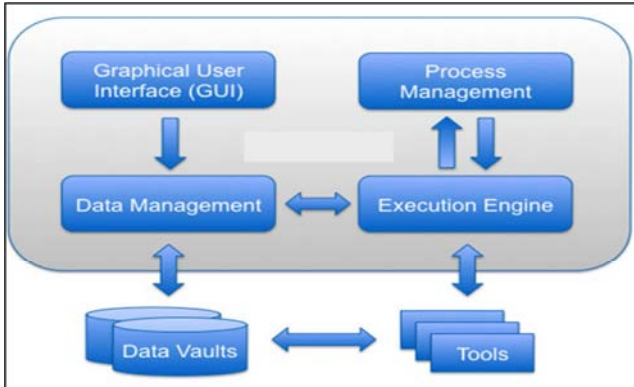 Graphical User
Interface (GUI)
Process
Management
Data Management
Execution Engine
Data Vaults
Tools